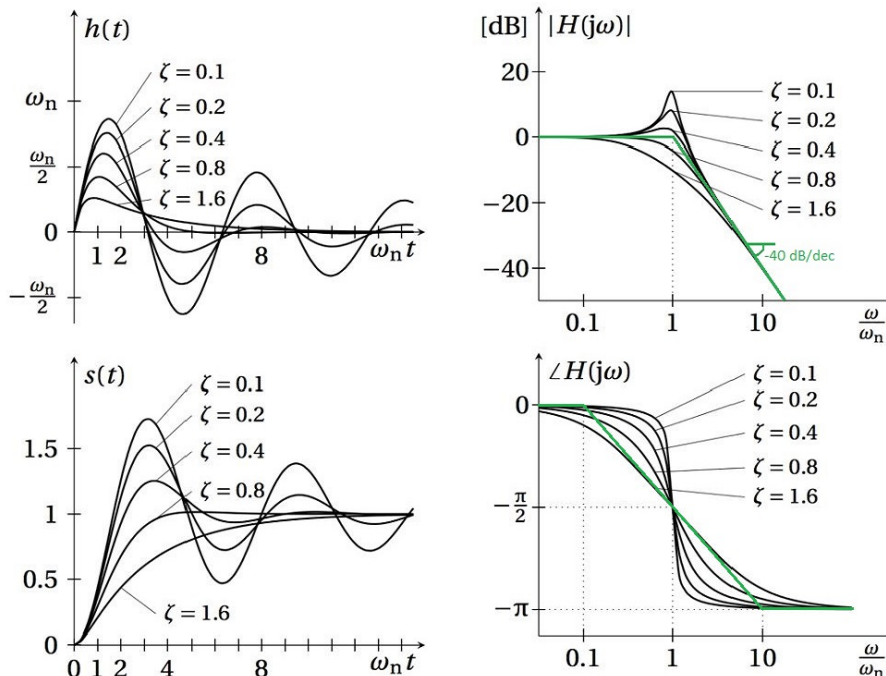 h(t)
ωₙ
ωₙ/2
0
−ωₙ/2
1 2 8 ωₙt
ζ = 0.1
ζ = 0.2
ζ = 0.4
ζ = 0.8
ζ = 1.6
[dB] |H(jω)|
20
0
−20
−40
ζ = 0.1
ζ = 0.2
ζ = 0.4
ζ = 0.8
ζ = 1.6
-40 dB/dec
0.1 1 10 ω/ωₙ
s(t)
1.5
1
0.5
0
ζ = 0.1
ζ = 0.2
ζ = 0.4
ζ = 0.8
ζ = 1.6
0 1 2 4 8 ωₙt
∠H(jω)
0
−π/2
−π
ζ = 0.1
ζ = 0.2
ζ = 0.4
ζ = 0.8
ζ = 1.6
0.1 1 10 ω/ωₙ